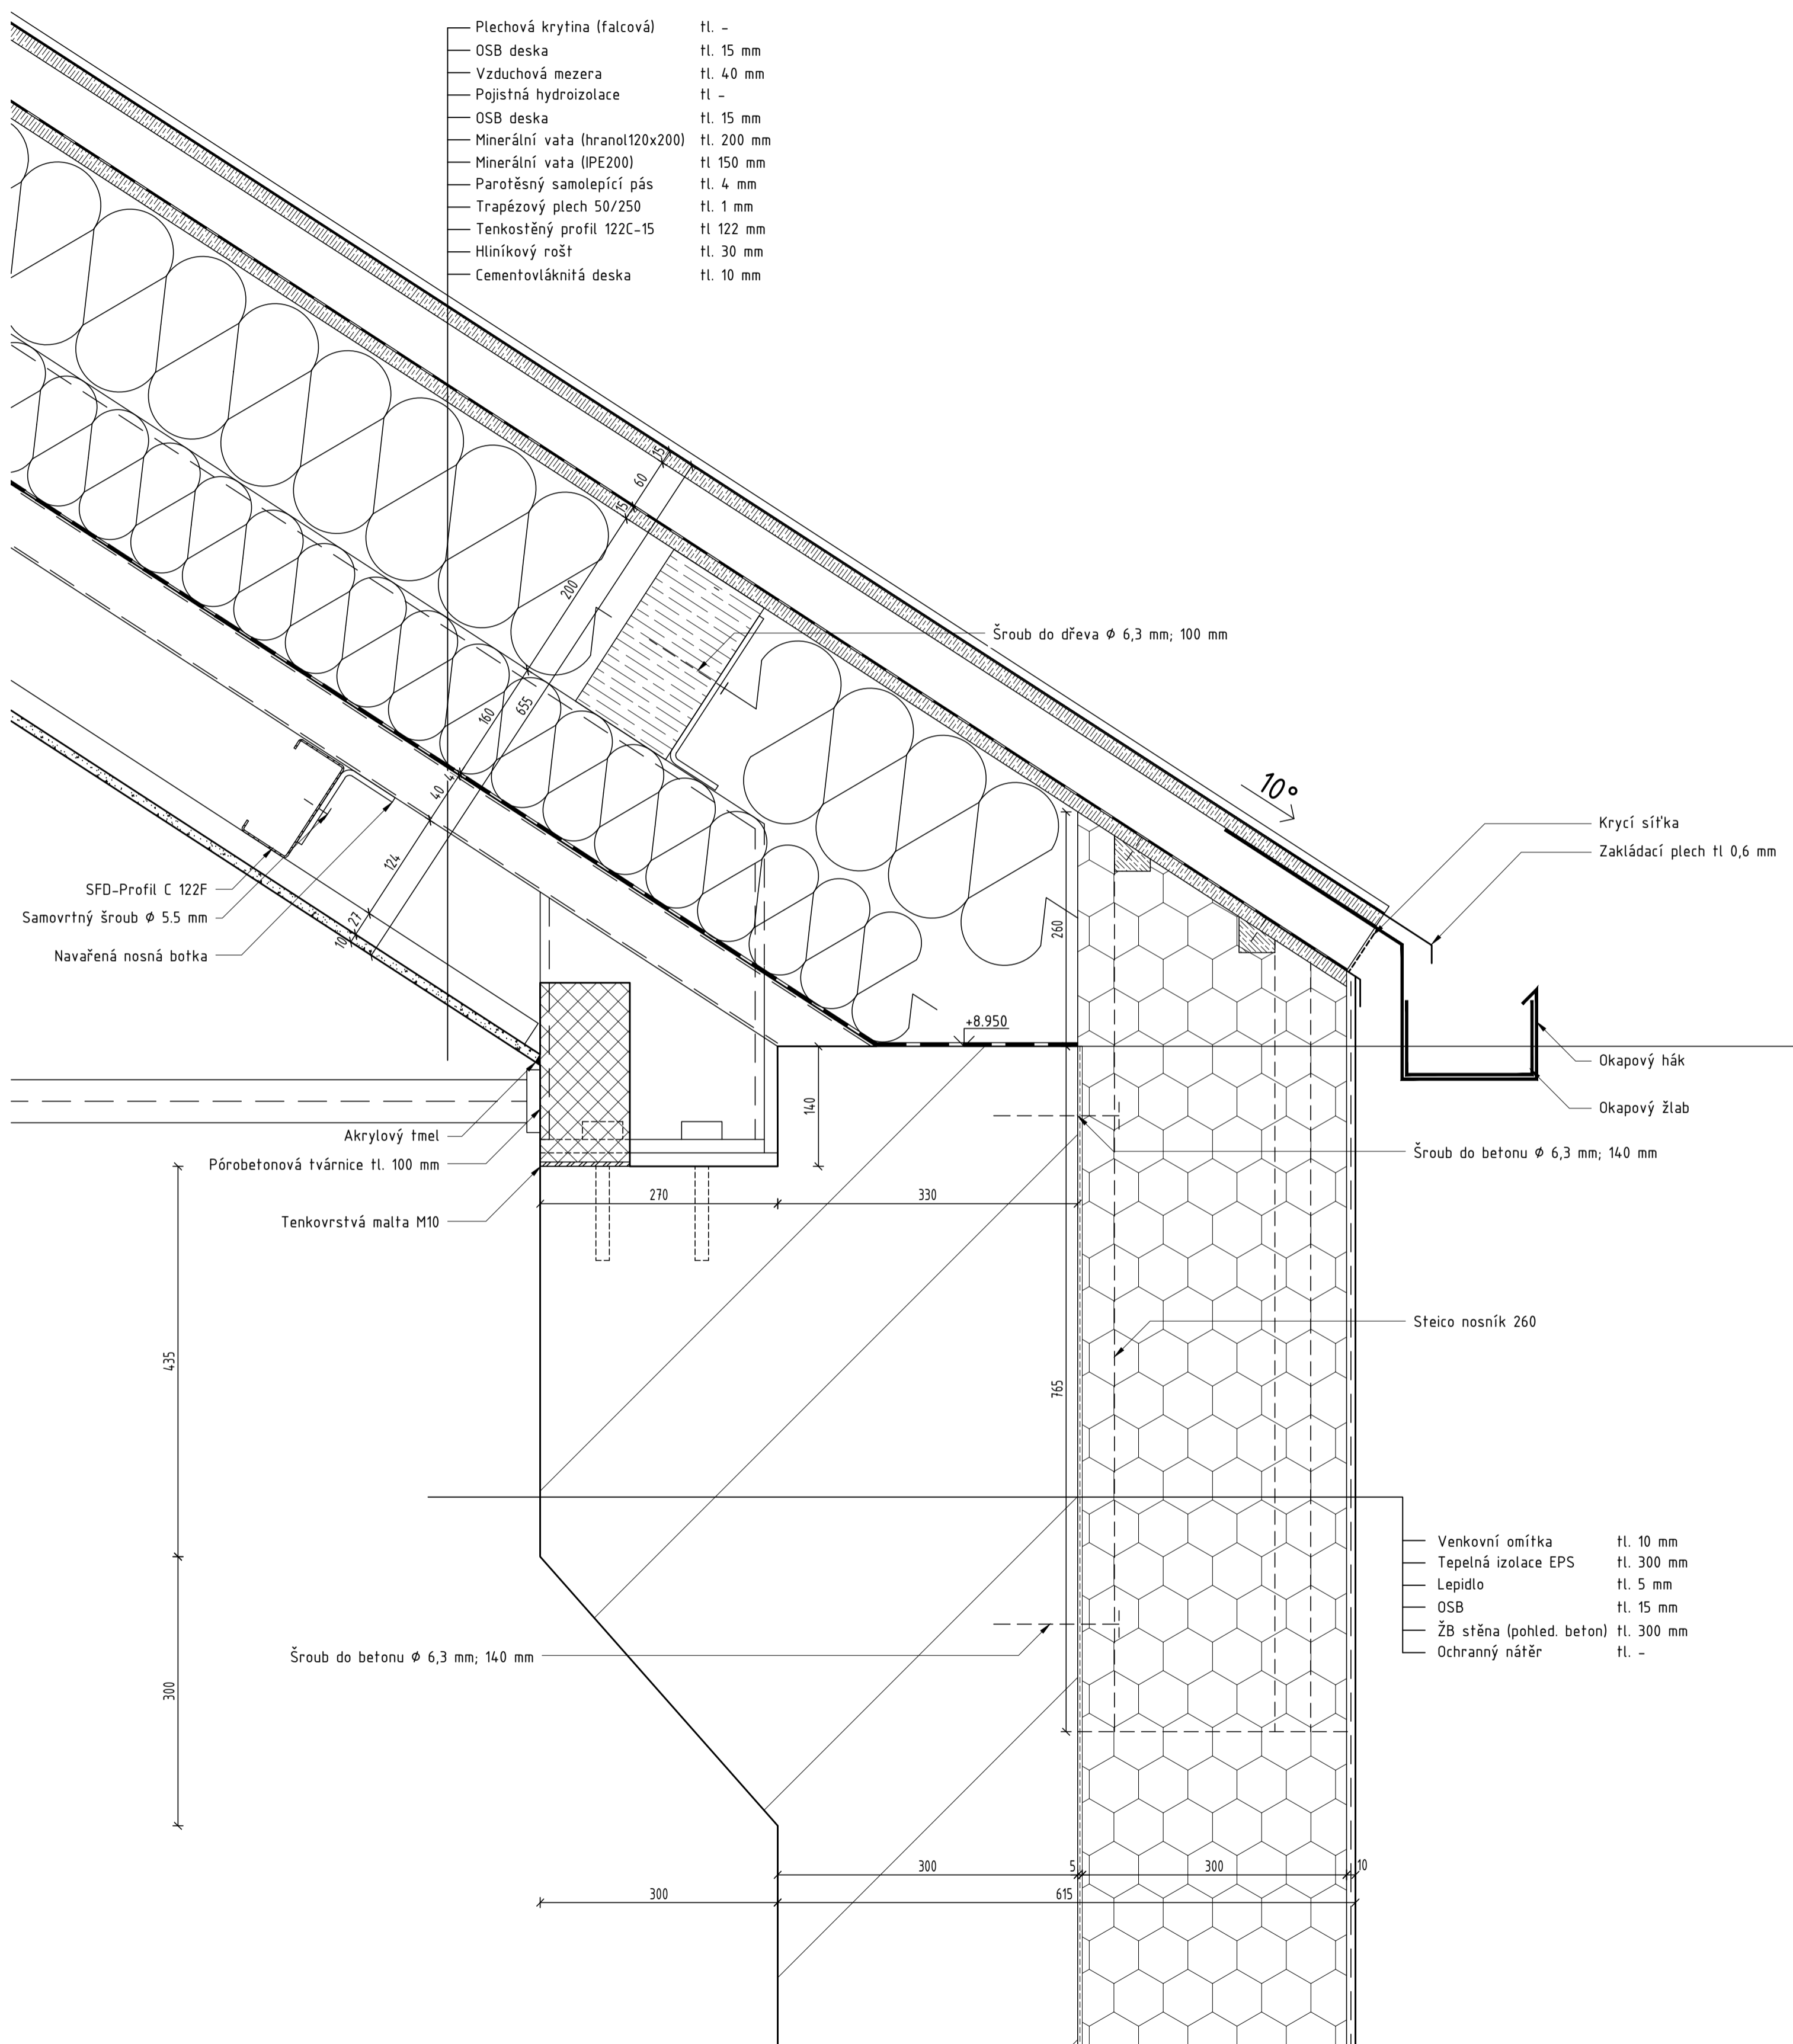 Plechová krytina (falcová) tl. -
OSB deska tl. 15 mm
Vzduchová mezera tl. 40 mm
Pojistná hydroizolace tl -
OSB deska tl. 15 mm
Minerální vata (hranol120x200) tl. 200 mm
Minerální vata (IPE200) tl 150 mm
Parotěsný samolepící pás tl. 4 mm
Trapézový plech 50/250 tl. 1 mm
Tenkostěný profil 122C-15 tl 122 mm
Hliníkový rošt tl. 30 mm
Cementovláknitá deska tl. 10 mm
15
60
15
200
655
160
4
40
124
27
10
Šroub do dřeva Ø 6,3 mm; 100 mm
10°
Krycí síťka
Zakládací plech tl 0,6 mm
SFD-Profil C 122F
Samovrtný šroub Ø 5.5 mm
Navařená nosná botka
260
+8.950
Okapový hák
Okapový žlab
140
Akrylový tmel
Pórobetonová tvárnice tl. 100 mm
Šroub do betonu Ø 6,3 mm; 140 mm
270
330
Tenkovrstvá malta M10
Steico nosník 260
435
765
Venkovní omítka tl. 10 mm
Tepelná izolace EPS tl. 300 mm
Lepidlo tl. 5 mm
OSB tl. 15 mm
ŽB stěna (pohled. beton) tl. 300 mm
Ochranný nátěr tl. -
Šroub do betonu Ø 6,3 mm; 140 mm
300
300
5
300
10
300
615